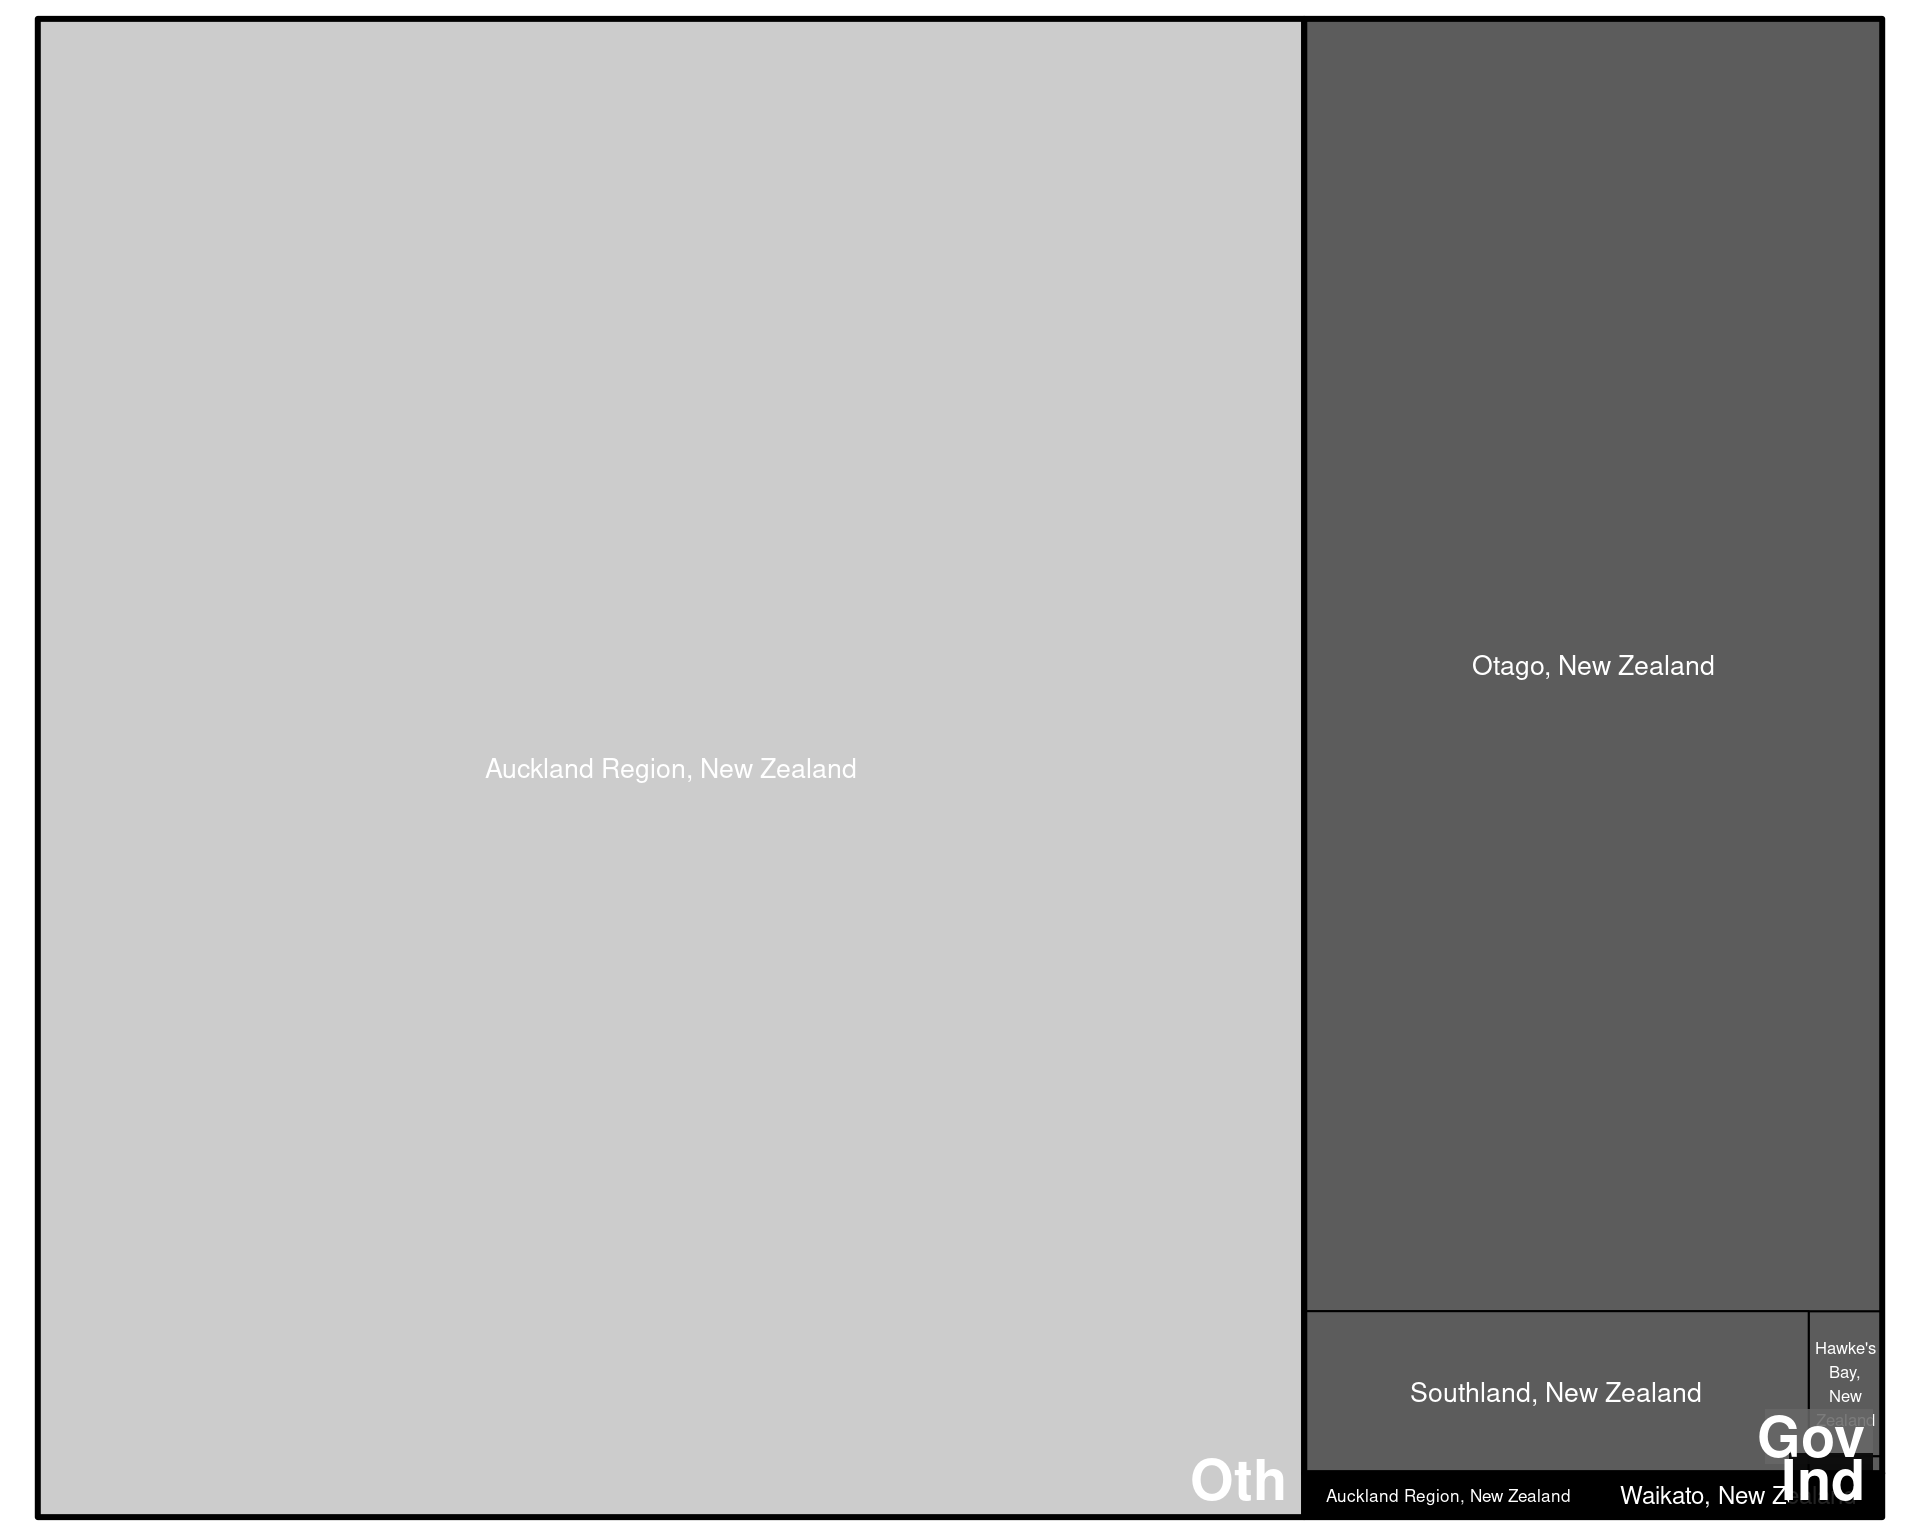 Otago, New Zealand
Auckland Region, New Zealand
Hawke's
Bay,
New
Zealand
Southland, New Zealand
Gov
Oth
Ind
Auckland Region, New Zealand
Waikato, New Zealand